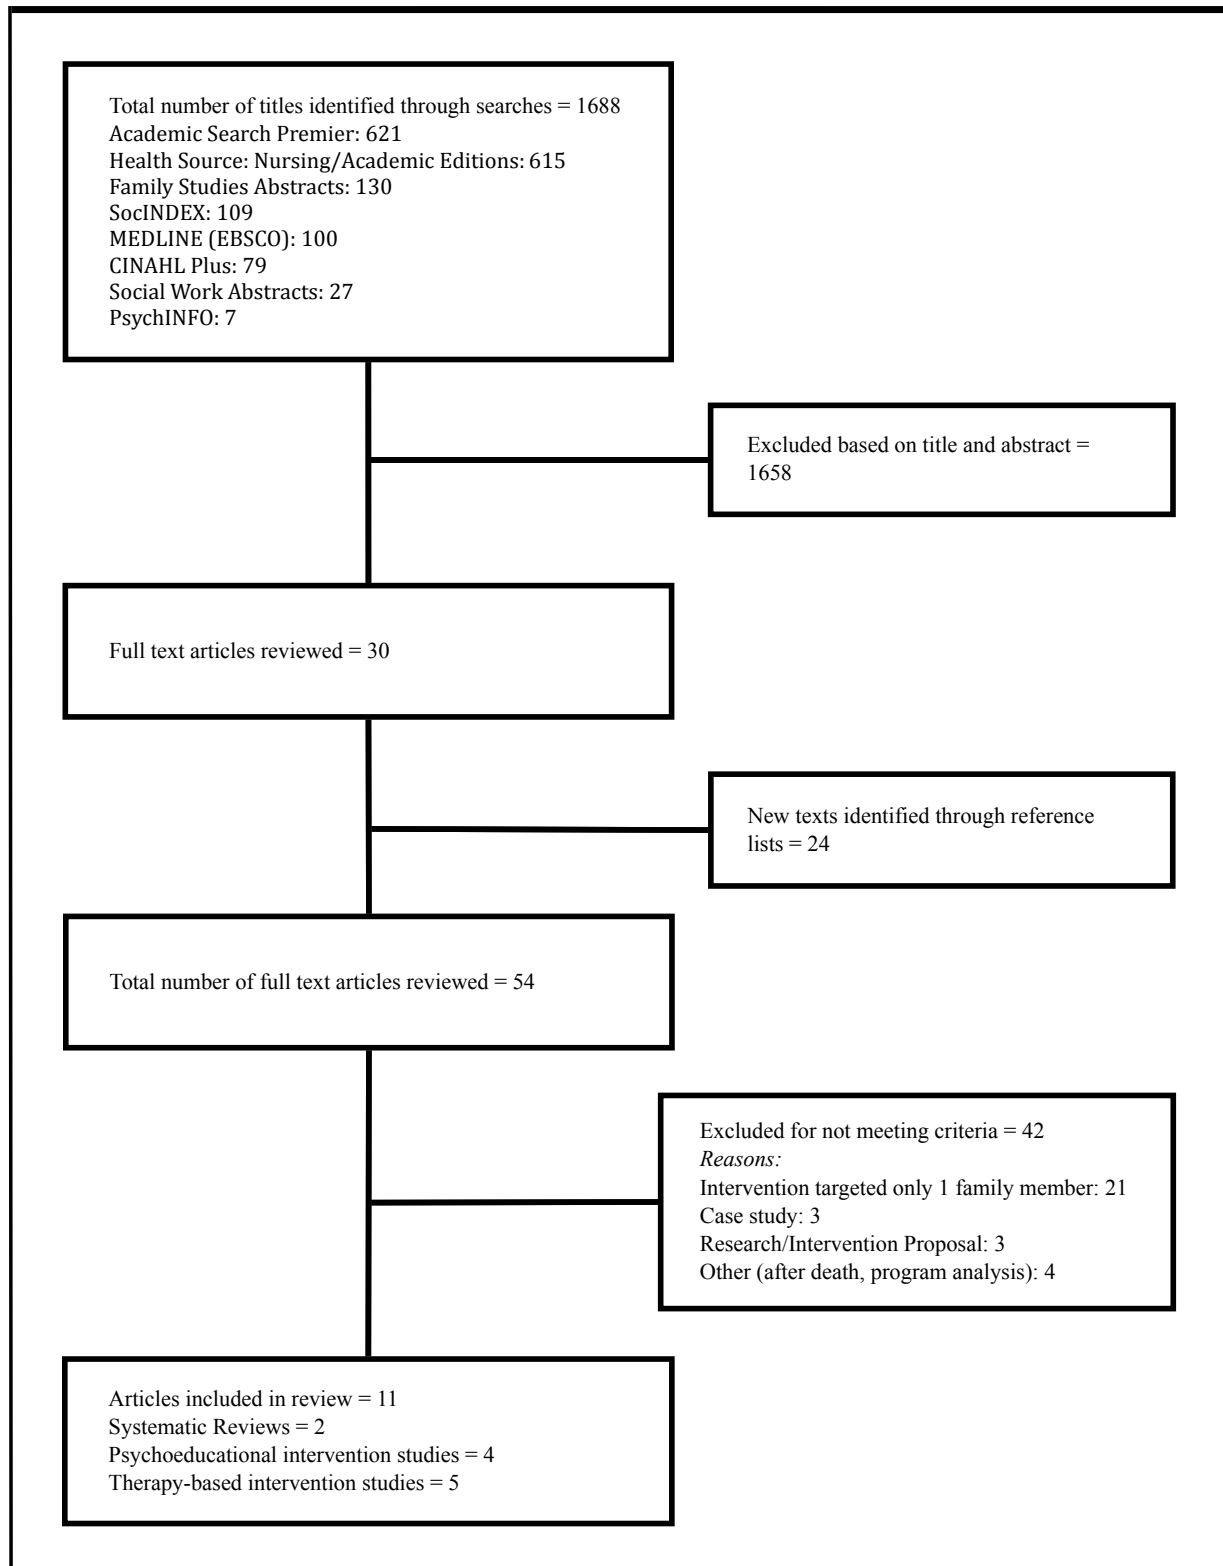 Total number of titles identified through searches = 1688
Academic Search Premier: 621
Health Source: Nursing/Academic Editions: 615
Family Studies Abstracts: 130
SocINDEX: 109
MEDLINE (EBSCO): 100
CINAHL Plus: 79
Social Work Abstracts: 27
PsychINFO: 7
Excluded based on title and abstract =
1658
Full text articles reviewed = 30
New texts identified through reference
lists = 24
Total number of full text articles reviewed = 54
Excluded for not meeting criteria = 42
Reasons:
Intervention targeted only 1 family member: 21
Case study: 3
Research/Intervention Proposal: 3
Other (after death, program analysis): 4
Articles included in review = 11
Systematic Reviews = 2
Psychoeducational intervention studies = 4
Therapy-based intervention studies = 5